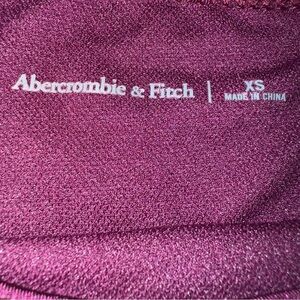 Abercrombie & Fitch | XS
MADE IN CHINA